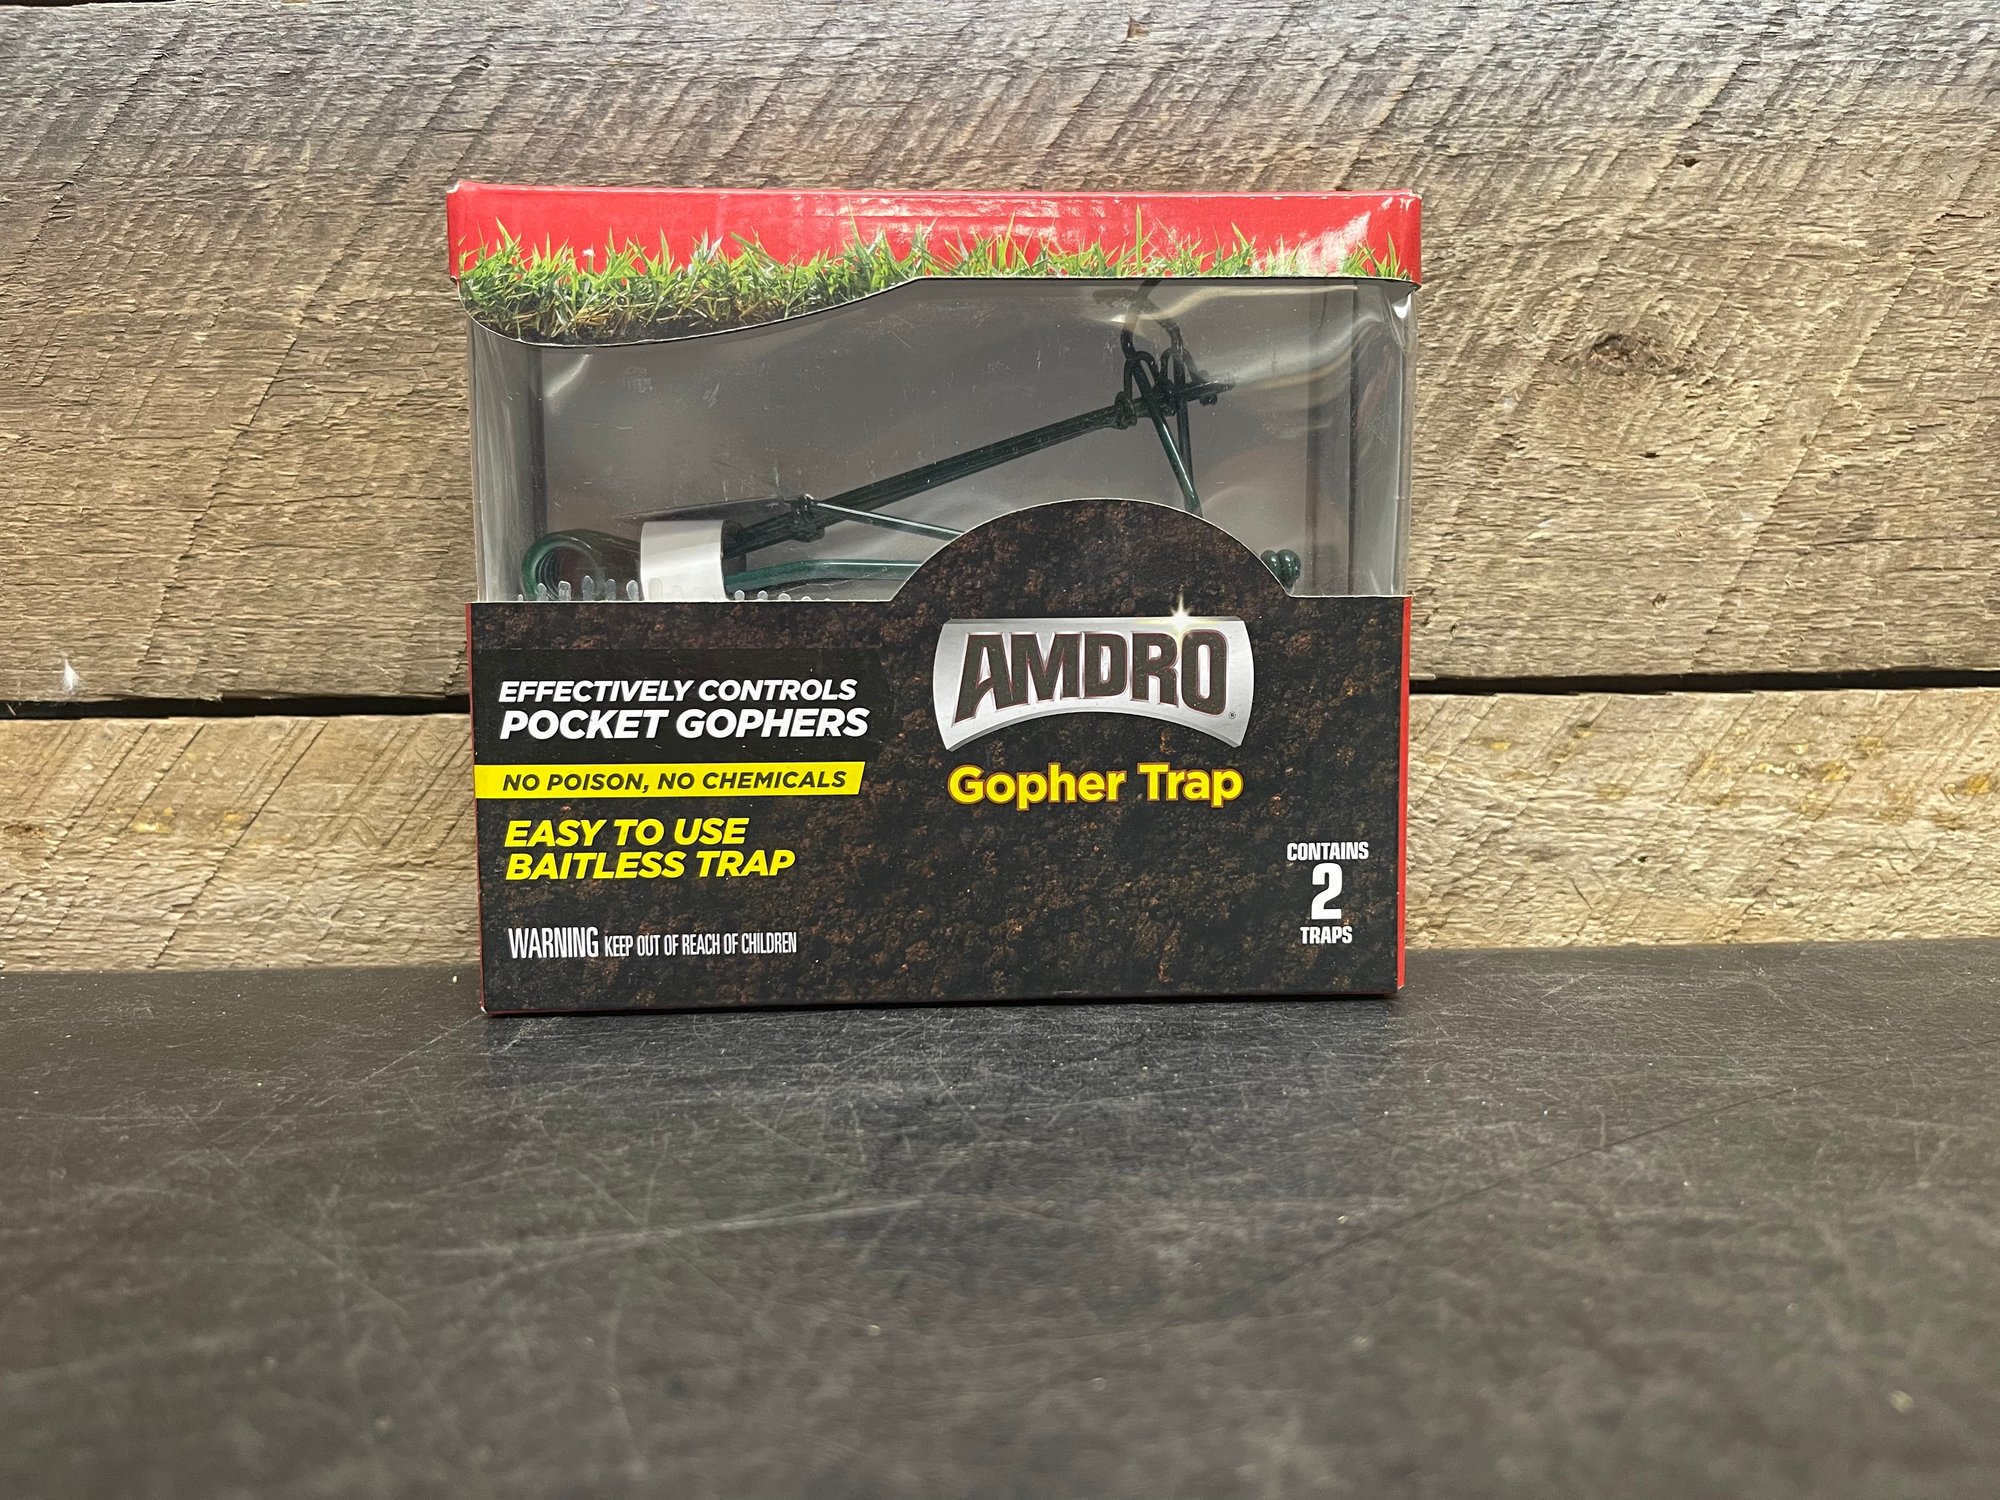 EFFECTIVELY CONTROLS
POCKET GOPHERS
NO POISON, NO CHEMICALS
EASY TO USE
BAITLESS TRAP
WARNING KEEP OUT OF REACH OF CHILDREN
AMDRO®
Gopher Trap
CONTAINS
2
TRAPS